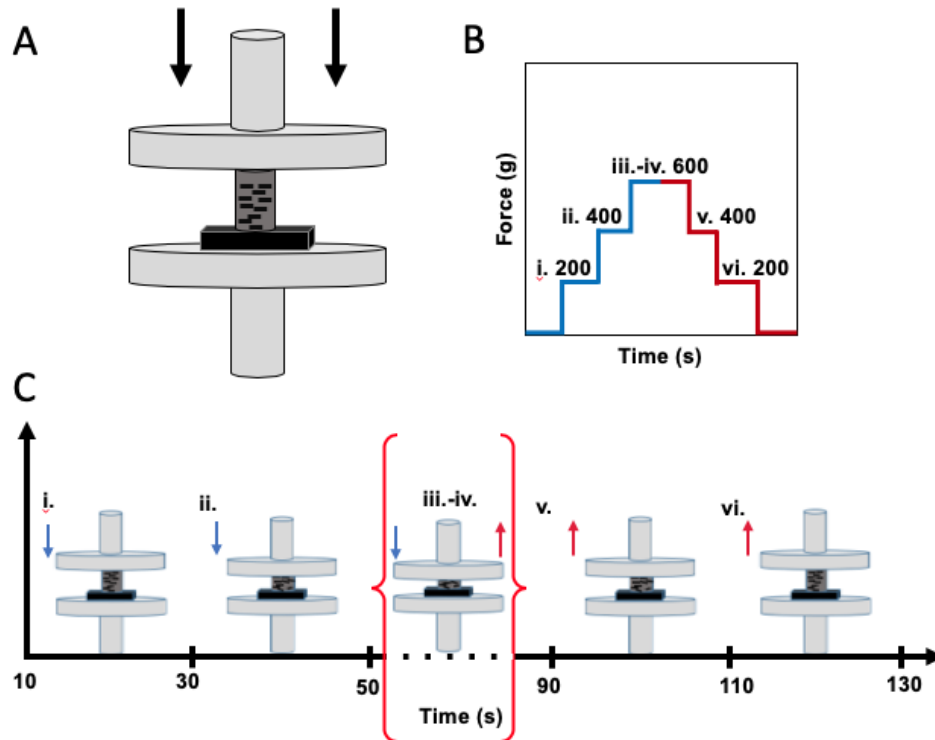 A
B
Force (g)
iii.-iv. 600
ii. 400
v. 400
i. 200
vi. 200
Time (s)
C
i.
ii.
iii.-iv.
v.
vi.
10
30
50
90
110
130
Time (s)